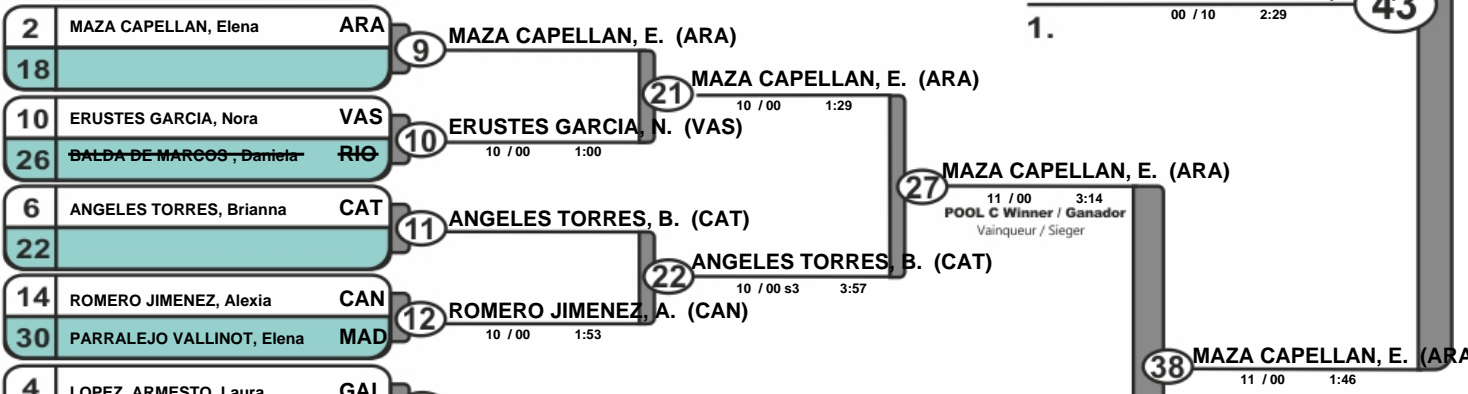 2 MAZA CAPELLAN, Elena ARA
18
9
MAZA CAPELLAN, E. (ARA)
10 ERUSTES GARCIA, Nora VAS
26 BALDA DE MARCOS , Daniela RIO
10
ERUSTES GARCIA, N. (VAS)
10 / 00 1:00
6 ANGELES TORRES, Brianna CAT
22
11
ANGELES TORRES, B. (CAT)
14 ROMERO JIMENEZ, Alexia CAN
30 PARRALEJO VALLINOT, Elena MAD
12
ROMERO JIMENEZ, A. (CAN)
10 / 00 1:53
4 LOPEZ ARMESTO, Laura GAL
21
MAZA CAPELLAN, E. (ARA)
10 / 00 1:29
22
ANGELES TORRES, B. (CAT)
10 / 00 s3 3:57
27
MAZA CAPELLAN, E. (ARA)
11 / 00 3:14
POOL C Winner / Ganador
Vainqueur / Sieger
38
MAZA CAPELLAN, E. (ARA
11 / 00 1:46
00 / 10 2:29
43
1.